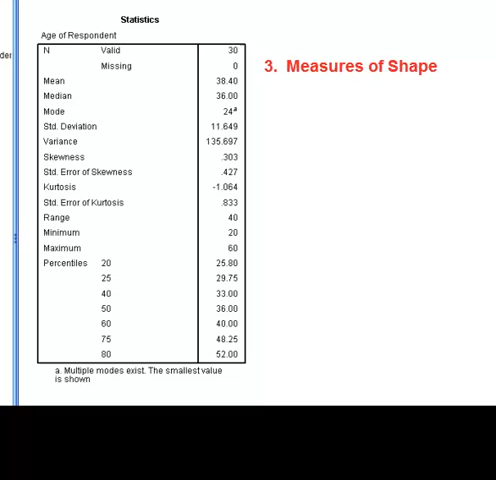 Statistics
Age of Respondent
der
N Valid 30
Missing 0
3. Measures of Shape
Mean 38.40
Median 36.00
Mode 24a
Std. Deviation 11.649
Variance 135.697
Skewness .303
Std. Error of Skewness .427
Kurtosis -1.064
Std. Error of Kurtosis .833
Range 40
Minimum 20
Maximum 60
Percentiles 20 25.80
25 29.75
40 33.00
50 36.00
60 40.00
75 48.25
80 52.00
a. Multiple modes exist. The smallest value
is shown